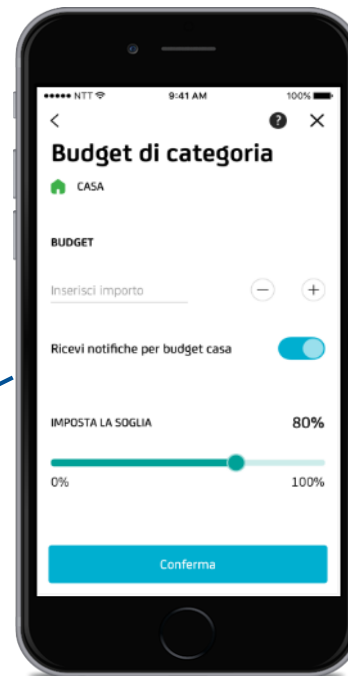 NTT 9:41 AM 100%
?
Budget di categoria
CASA
BUDGET
Inserisci importo
Ricevi notifiche per budget casa
IMPOSTA LA SOGLIA 80%
0% 100%
Conferma